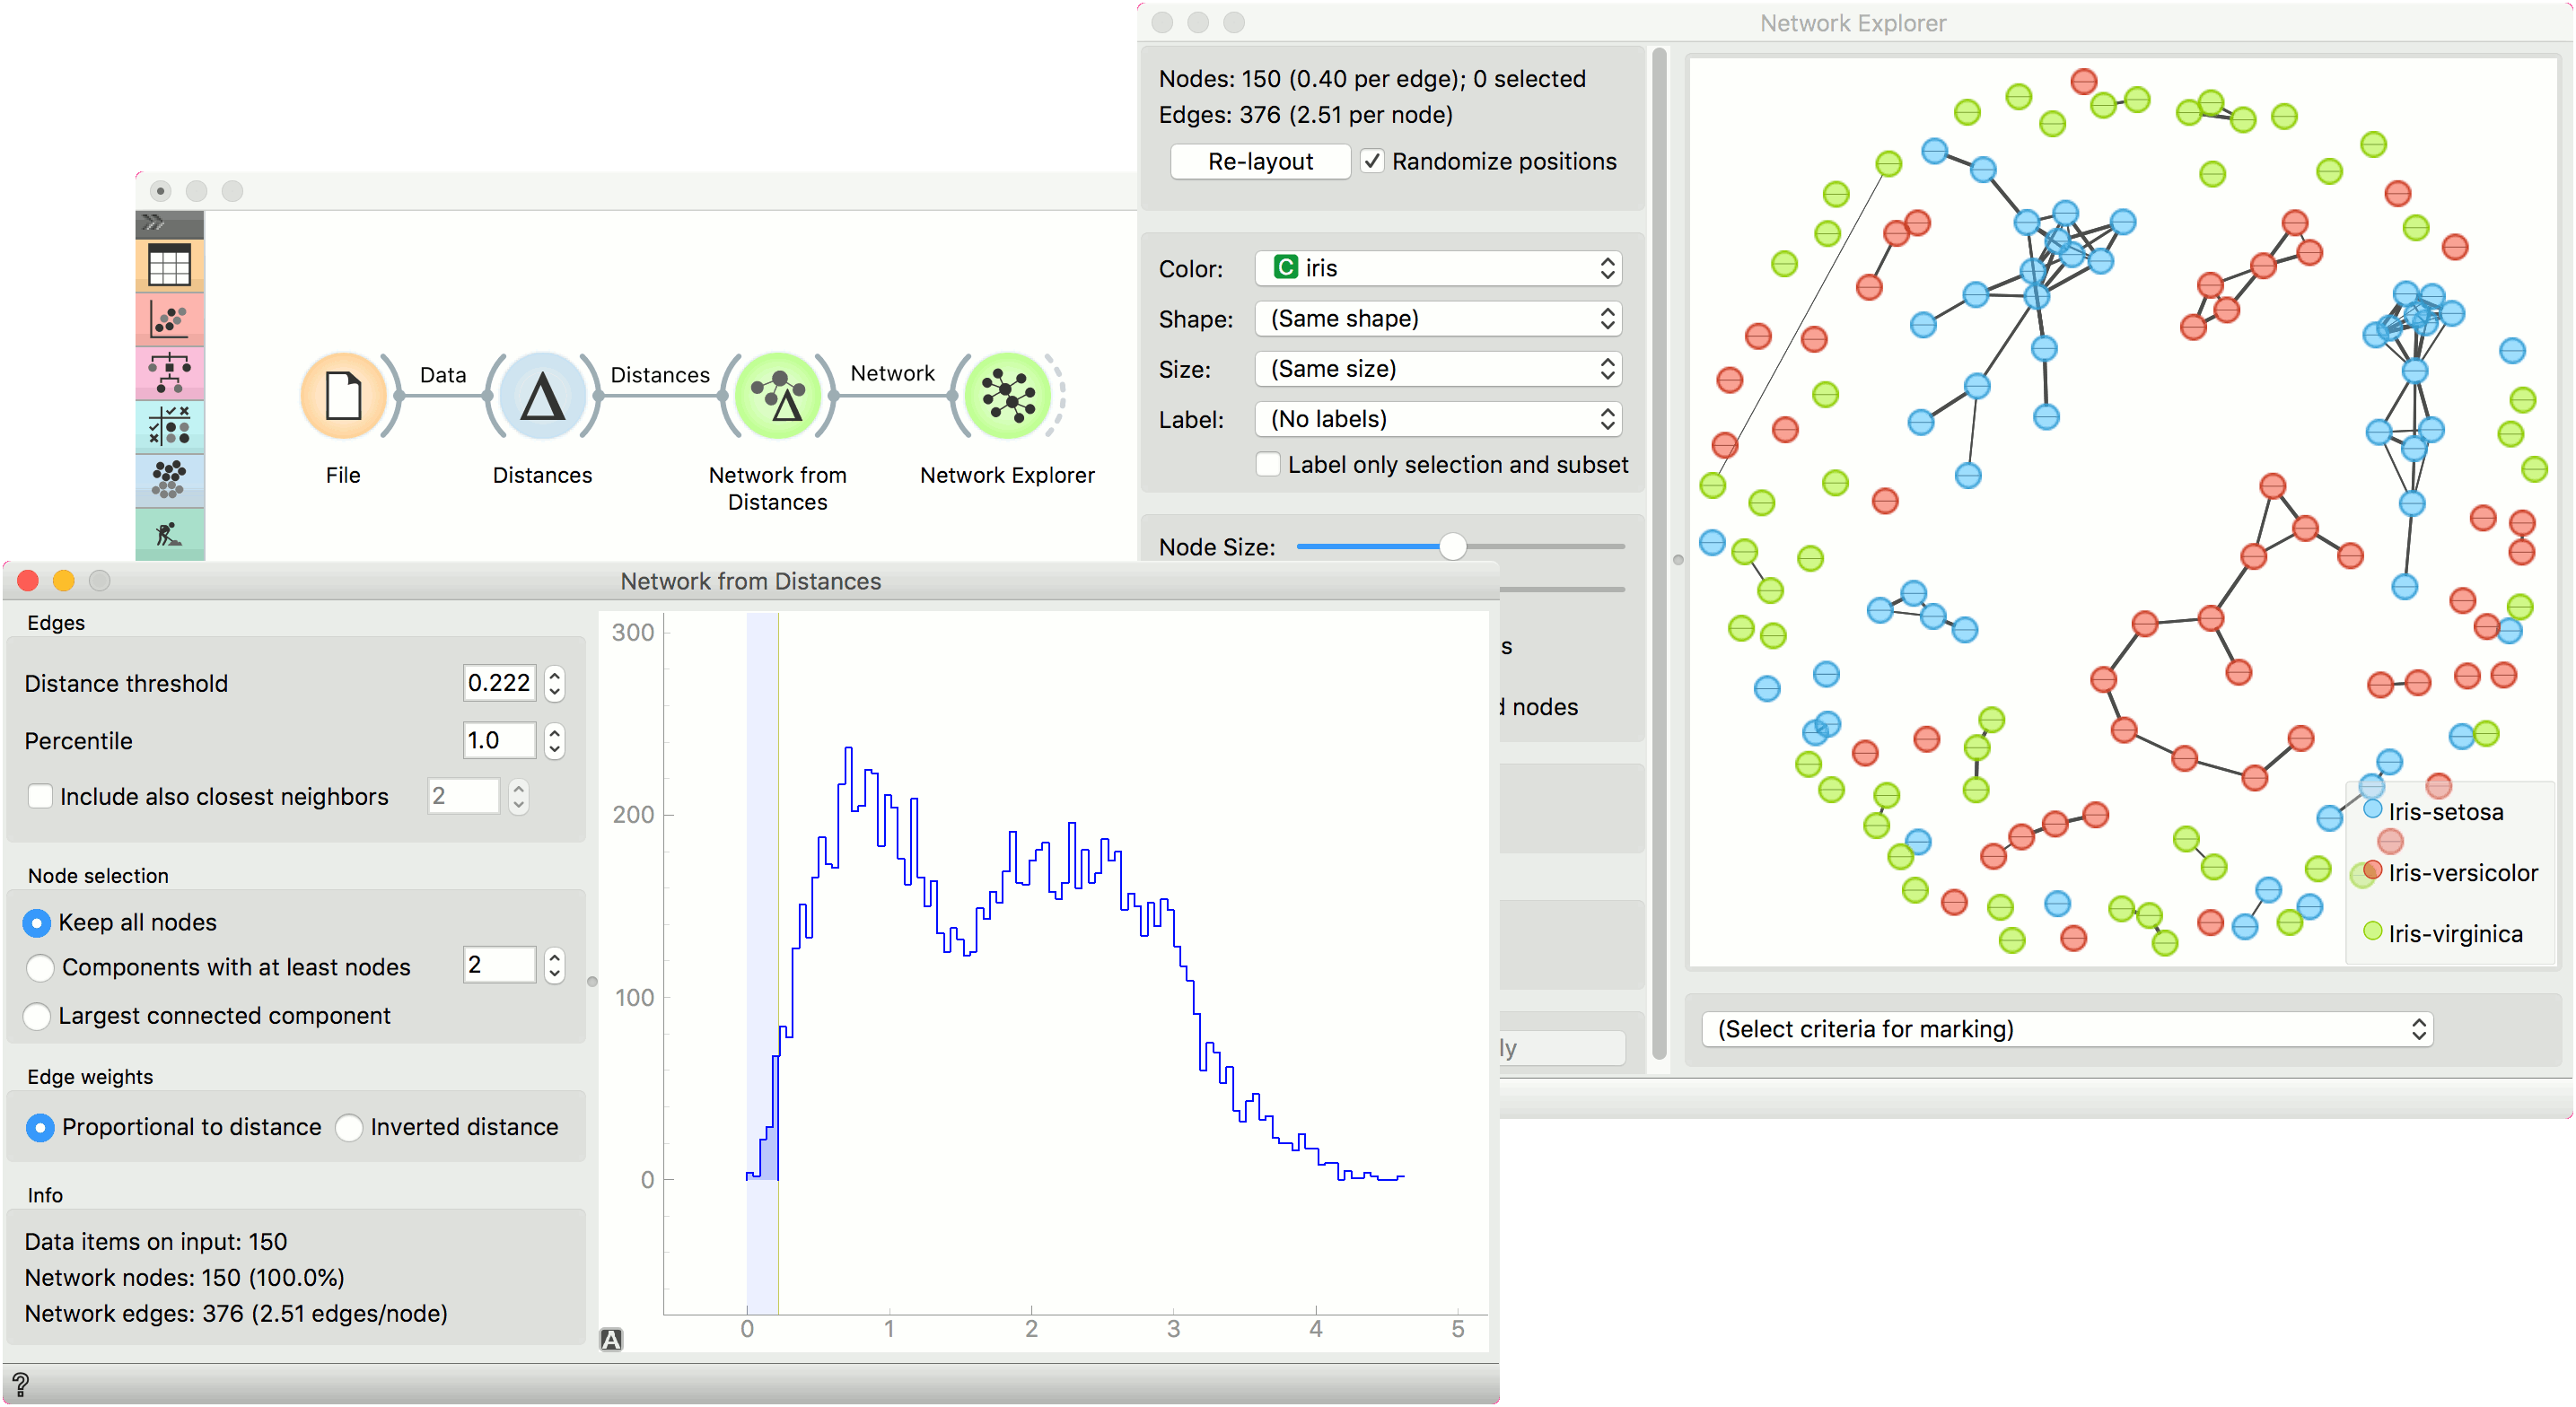 Network Explorer
Nodes: 150 (0.40 per edge); 0 selected
Edges: 376 (2.51 per node)
Re-layout
Randomize positions
Color:
C iris
Shape:
(Same shape)
Size:
(Same size)
Label:
(No labels)
Label only selection and subset
Node Size:
s
d nodes
ly
Iris-setosa
Iris-versicolor
Iris-virginica
(Select criteria for marking)
Data
Distances
Network
File
Distances
Network from
Distances
Network Explorer
Network from Distances
Edges
Distance threshold
0.222
Percentile
1.0
Include also closest neighbors
2
Node selection
Keep all nodes
Components with at least nodes
2
Largest connected component
Edge weights
Proportional to distance
Inverted distance
Info
Data items on input: 150
Network nodes: 150 (100.0%)
Network edges: 376 (2.51 edges/node)
300
200
100
0
0 1 2 3 4 5
A
?